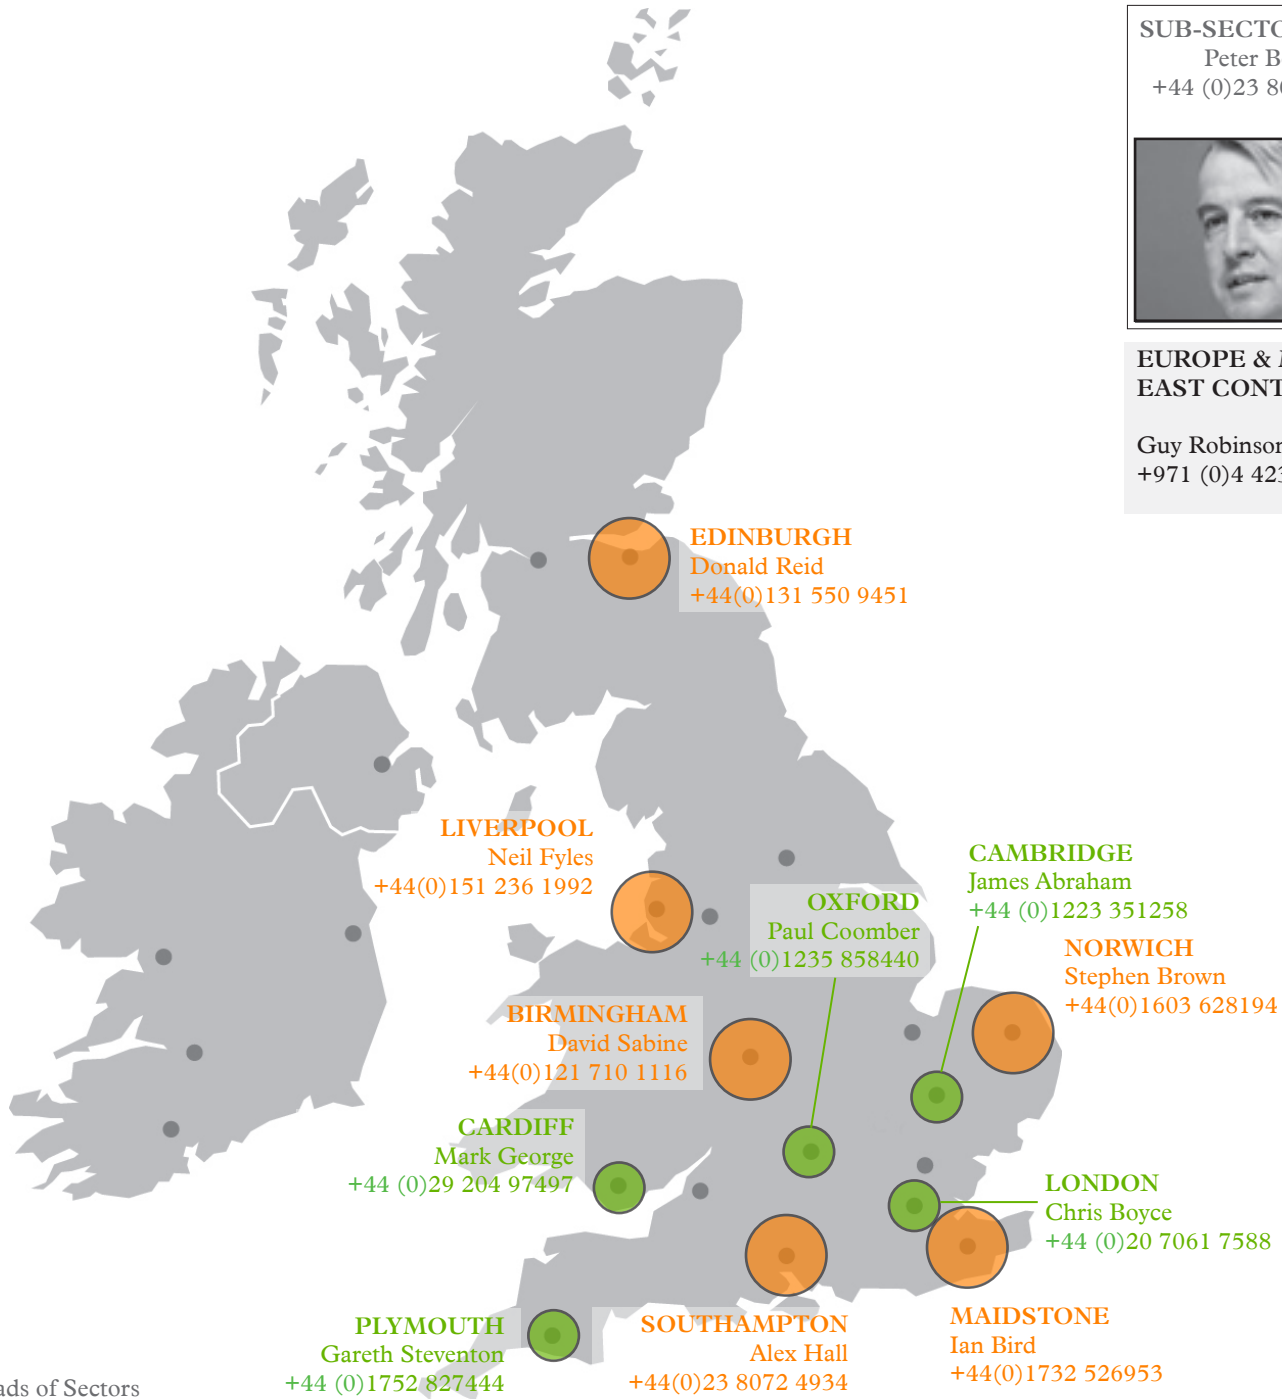 SUB-SECTO
Peter B
+44 (0)23 8
EUROPE &
EAST CONT
Guy Robinson
+971 (0)4 423
EDINBURGH
Donald Reid
+44(0)131 550 9451
LIVERPOOL
Neil Fyles
+44(0)151 236 1992
CAMBRIDGE
James Abraham
+44 (0)1223 351258
OXFORD
Paul Coomber
+44 (0)1235 858440
NORWICH
Stephen Brown
+44(0)1603 628194
BIRMINGHAM
David Sabine
+44(0)121 710 1116
CARDIFF
Mark George
+44 (0)29 204 97497
LONDON
Chris Boyce
+44 (0)20 7061 7588
PLYMOUTH
Gareth Steventon
+44 (0)1752 827444
SOUTHAMPTON
Alex Hall
+44(0)23 8072 4934
MAIDSTONE
Ian Bird
+44(0)1732 526953
ads of Sectors